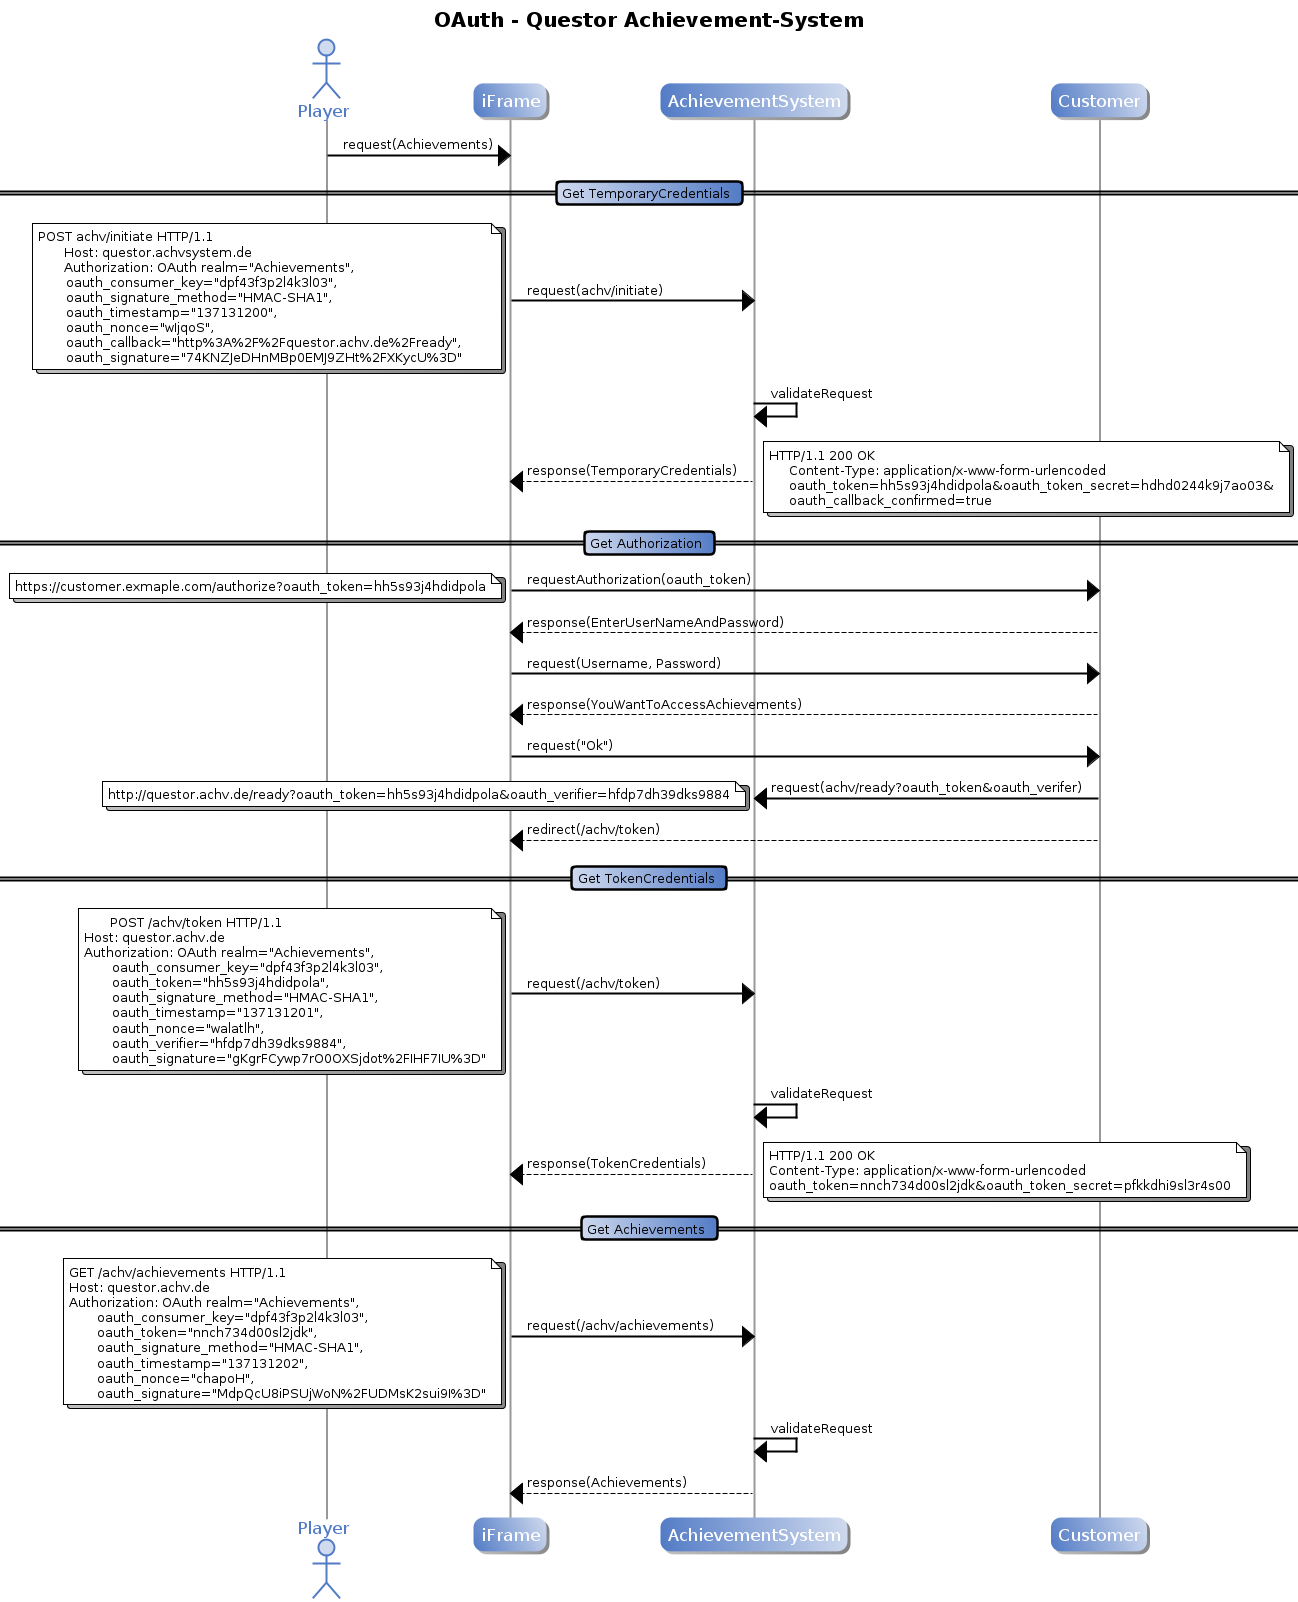 OAuth - Questor Achievement-System
Player
iFrame
AchievementSystem
Customer
request(Achievements)
Get TemporaryCredentials
POST achv/initiate HTTP/1.1
Host: questor.achvsystem.de
Authorization: OAuth realm="Achievements",
oauth_consumer_key="dpf43f3p2l4k3l03",
oauth_signature_method="HMAC-SHA1",
oauth_timestamp="137131200",
oauth_nonce="wIjqoS",
oauth_callback="http%3A%2F%2Fquestor.achv.de%2Fready",
oauth_signature="74KNZJeDHnMBp0EMJ9ZHt%2FXKycU%3D"
request(achv/initiate)
validateRequest
response(TemporaryCredentials)
HTTP/1.1 200 OK
Content-Type: application/x-www-form-urlencoded
oauth_token=hh5s93j4hdidpola&oauth_token_secret=hdhd0244k9j7ao03&
oauth_callback_confirmed=true
Get Authorization
https://customer.exmaple.com/authorize?oauth_token=hh5s93j4hdidpola
requestAuthorization(oauth_token)
response(EnterUserNameAndPassword)
request(Username, Password)
response(YouWantToAccessAchievements)
request("Ok")
http://questor.achv.de/ready?oauth_token=hh5s93j4hdidpola&oauth_verifier=hfdp7dh39dks9884
request(achv/ready?oauth_token&oauth_verifer)
redirect(/achv/token)
Get TokenCredentials
POST /achv/token HTTP/1.1
Host: questor.achv.de
Authorization: OAuth realm="Achievements",
oauth_consumer_key="dpf43f3p2l4k3l03",
oauth_token="hh5s93j4hdidpola",
oauth_signature_method="HMAC-SHA1",
oauth_timestamp="137131201",
oauth_nonce="walatlh",
oauth_verifier="hfdp7dh39dks9884",
oauth_signature="gKgrFCywp7rO0OXSjdot%2FIHF7IU%3D"
request(/achv/token)
validateRequest
response(TokenCredentials)
HTTP/1.1 200 OK
Content-Type: application/x-www-form-urlencoded
oauth_token=nnch734d00sl2jdk&oauth_token_secret=pfkkdhi9sl3r4s00
Get Achievements
GET /achv/achievements HTTP/1.1
Host: questor.achv.de
Authorization: OAuth realm="Achievements",
oauth_consumer_key="dpf43f3p2l4k3l03",
oauth_token="nnch734d00sl2jdk",
oauth_signature_method="HMAC-SHA1",
oauth_timestamp="137131202",
oauth_nonce="chapoH",
oauth_signature="MdpQcU8iPSUjWoN%2FUDMsK2sui9I%3D"
request(/achv/achievements)
validateRequest
response(Achievements)
Player
iFrame
AchievementSystem
Customer